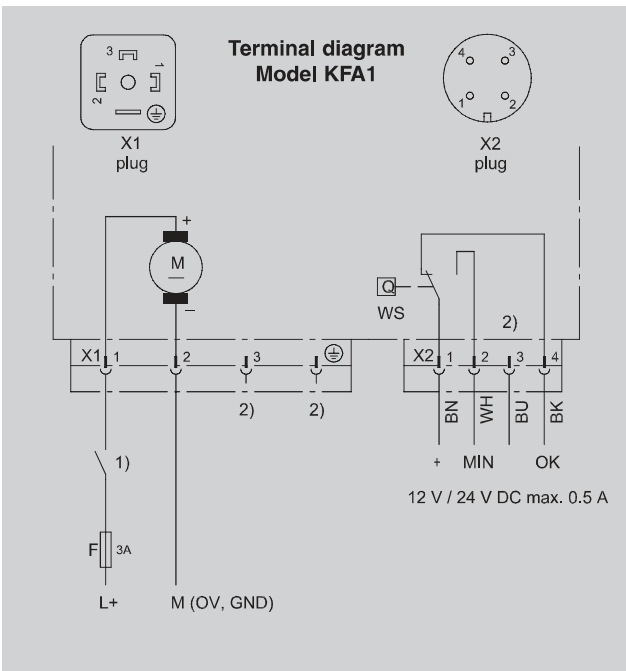 Terminal diagram
Model KFA1
3
1
2
X1
plug
4
3
1
2
X2
plug
+
M
–
Q
WS
2)
X1
1
2
3
X2
1
2
3
4
2)
2)
BN
WH
BU
BK
1)
+
MIN
OK
12 V / 24 V DC max. 0.5 A
F
3A
L+
M (OV, GND)